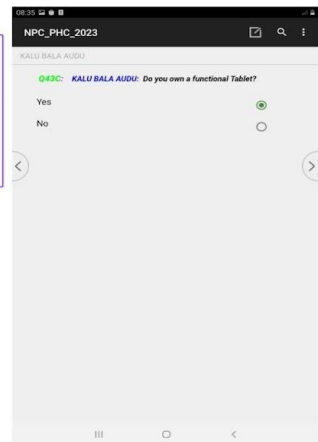 08:35
NPC_PHC_2023
KALU BALA AUDU
Q43C: KALU BALA AUDU: Do you own a functional Tablet?
Yes
No